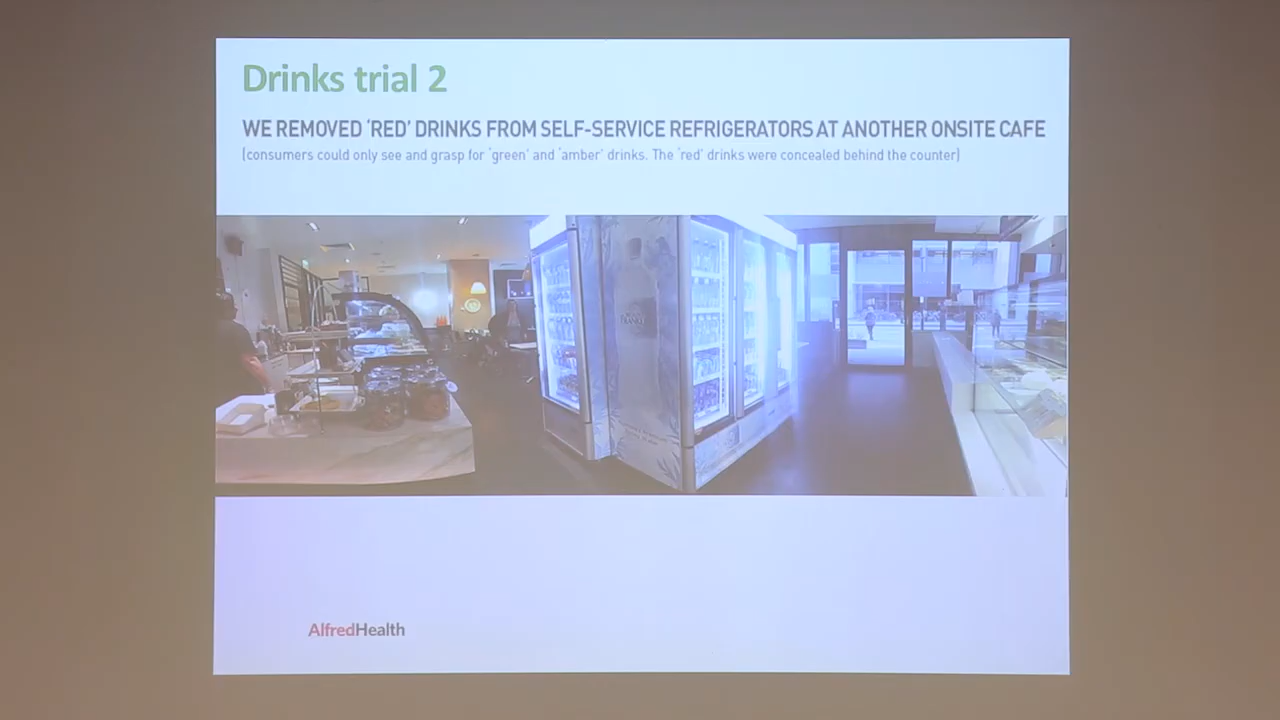 Drinks trial 2
WE REMOVED 'RED' DRINKS FROM SELF-SERVICE REFRIGERATORS AT ANOTHER ONSITE CAFE
(consumers could only see and grasp for 'green' and 'amber' drinks. The 'red' drinks were concealed behind the counter)
AlfredHealth